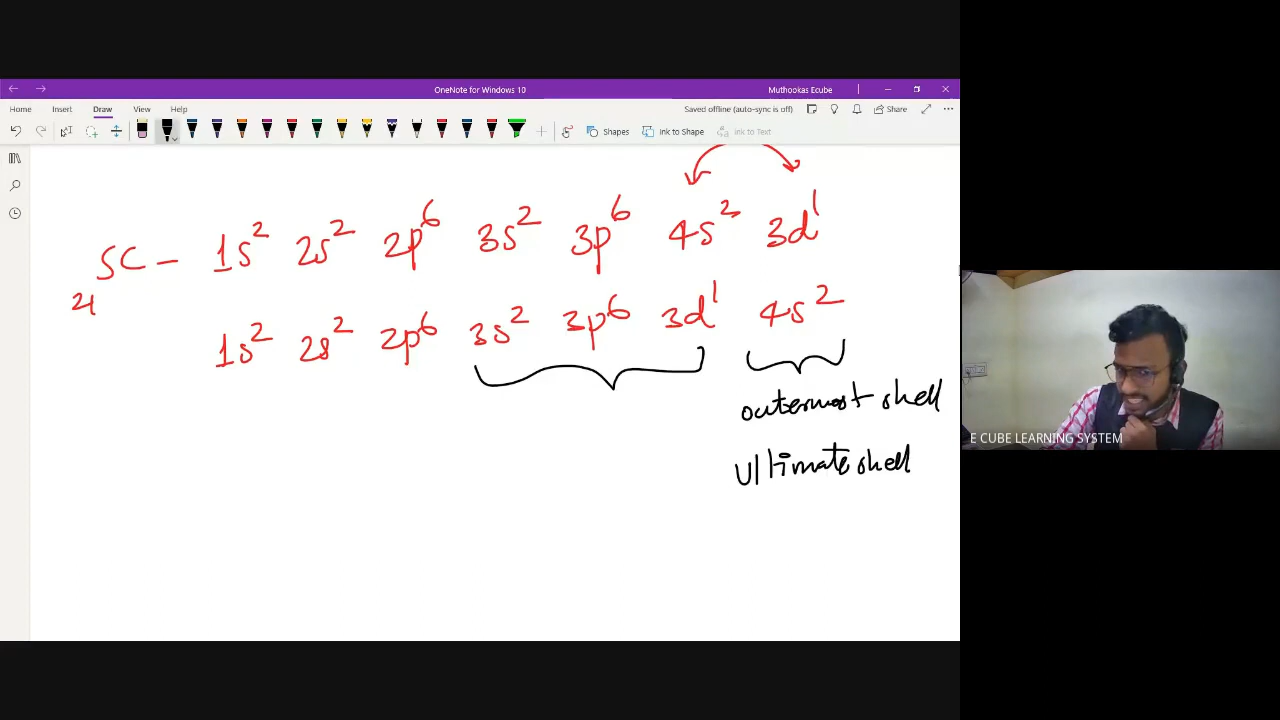 OneNote for Windows 10
Muthookas Ecube
Home Insert Draw View Help
Saved offline (auto-sync is off)
Share
Shapes
Ink to Shape
Ink to Text
SC – 1s² 2s² 2p⁶ 3s² 3p⁶ 4s² 3d¹
21
1s² 2s² 2p⁶ 3s² 3p⁶ 3d¹ 4s²
outermost shell
ultimate shell
E CUBE LEARNING SYSTEM